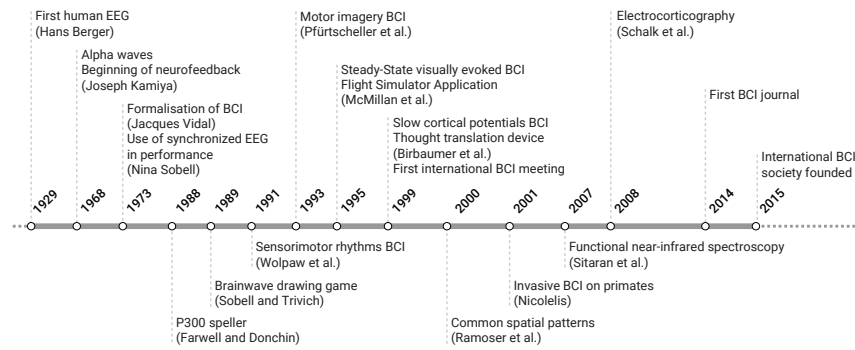 First human EEG
(Hans Berger)
Alpha waves
Beginning of neurofeedback
(Joseph Kamiya)
Formalisation of BCI
(Jacques Vidal)
Use of synchronized EEG
in performance
(Nina Sobell)
Motor imagery BCI
(Pfürtscheller et al.)
Steady-State visually evoked BCI
Flight Simulator Application
(McMillan et al.)
Slow cortical potentials BCI
Thought translation device
(Birbaumer et al.)
First international BCI meeting
Electrocorticography
(Schalk et al.)
First BCI journal
International BCI
society founded
1929
1968
1973
1988
1989
1991
1993
1995
1999
2000
2001
2007
2008
2014
2015
Sensorimotor rhythms BCI
(Wolpaw et al.)
Brainwave drawing game
(Sobell and Trivich)
P300 speller
(Farwell and Donchin)
Functional near-infrared spectroscopy
(Sitaran et al.)
Invasive BCI on primates
(Nicolelis)
Common spatial patterns
(Ramoser et al.)